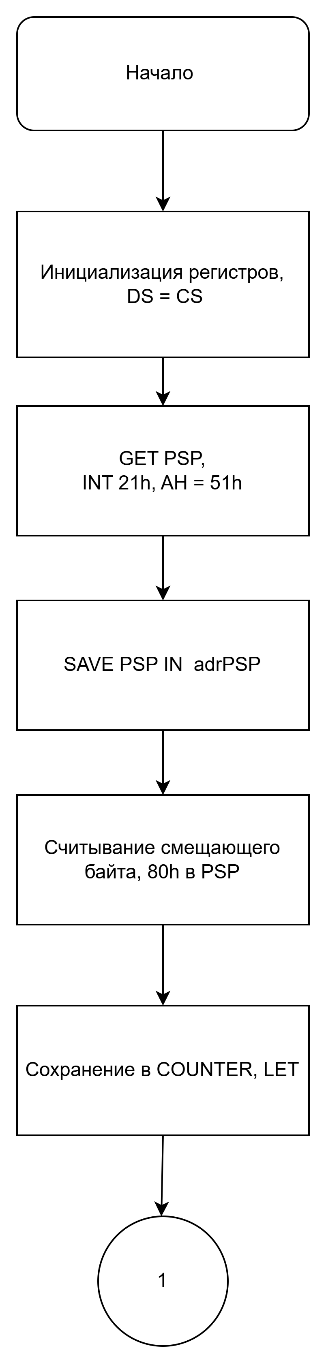 Начало
Инициализация регистров,
DS = CS
GET PSP,
INT 21h, AH = 51h
SAVE PSP IN adrPSP
Считывание смещающего
байта, 80h в PSP
Сохранение в COUNTER, LET
1